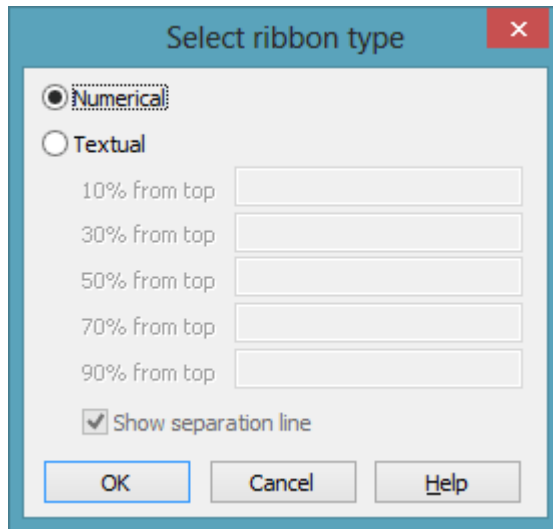 Select ribbon type
Numerical
Textual
10% from top
30% from top
50% from top
70% from top
90% from top
Show separation line
OK Cancel Help